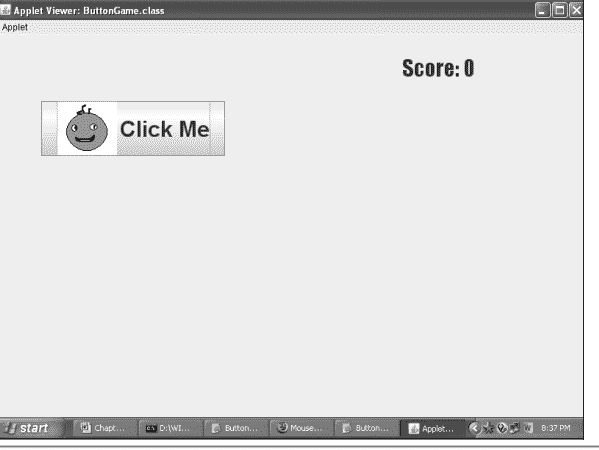 Applet Viewer: ButtonGame.class
Applet
Score: 0
Click Me
start
Chapt...
D:\WI...
Button...
Mouse...
Button...
Applet...
8:37 PM